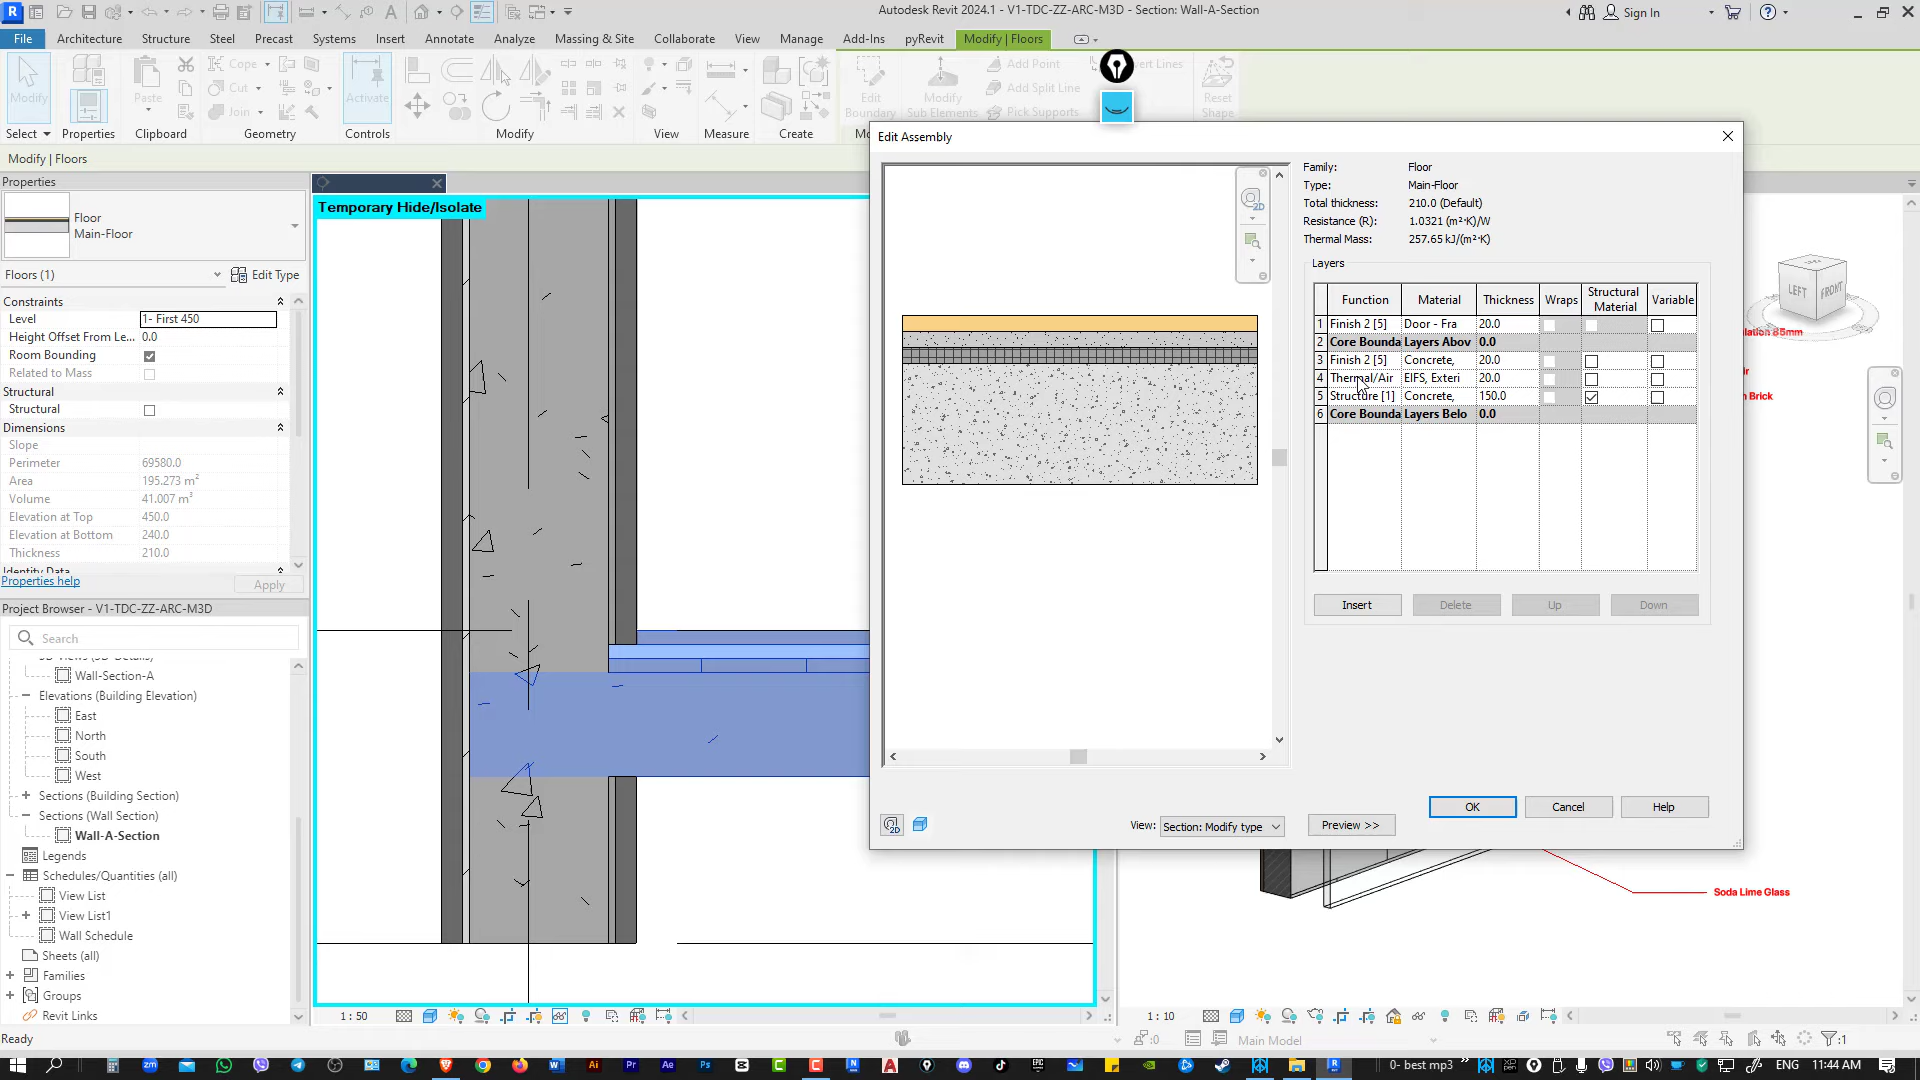 Autodesk Revit 2024.1 - V1-TDC-ZZ-ARC-M3D - Section: Wall-A-Section
Sign In
File
Architecture
Structure
Steel
Precast
Systems
Insert
Annotate
Analyze
Massing & Site
Collaborate
View
Manage
Add-Ins
pyRevit
Modify | Floors
Modify
Paste
Cope
Cut
Join
Activate
Edit
Boundary
Modify
Sub Elements
Add Point
Add Split Line
Pick Supports
vert Lines
Reset
Shape
Select
Properties
Clipboard
Geometry
Controls
Modify
View
Measure
Create
Modify | Floors
Properties
Floor
Main-Floor
Floors (1)
Edit Type
Constraints
Level
1- First 450
Height Offset From Le...
0.0
Room Bounding
Related to Mass
Structural
Structural
Dimensions
Slope
Perimeter
69580.0
Area
195.273 m²
Volume
41.007 m³
Elevation at Top
450.0
Elevation at Bottom
240.0
Thickness
210.0
Identity Data
Properties help
Apply
Project Browser - V1-TDC-ZZ-ARC-M3D
Search
Wall-Section-A
Elevations (Building Elevation)
East
North
South
West
Sections (Building Section)
Sections (Wall Section)
Wall-A-Section
Legends
Schedules/Quantities (all)
View List
View List1
Wall Schedule
Sheets (all)
Families
Groups
Revit Links
Temporary Hide/Isolate
Edit Assembly
Family:
Floor
Type:
Main-Floor
Total thickness:
210.0 (Default)
Resistance (R):
1.0321 (m²·K)/W
Thermal Mass:
257.65 kJ/(m²·K)
Layers
Function
Material
Thickness
Wraps
Structural
Material
Variable
1
Finish 2 [5]
Door - Fra
20.0
2
Core Bounda
Layers Abov
0.0
3
Finish 2 [5]
Concrete,
20.0
4
Thermal/Air
EIFS, Exteri
20.0
5
Structure [1]
Concrete,
150.0
6
Core Bounda
Layers Belo
0.0
Insert
Delete
Up
Down
View:
Section: Modify type
Preview >>
OK
Cancel
Help
LEFT
FRONT
lation 85mm
ir
n Brick
Soda Lime Glass
1 : 50
1 : 10
Ready
:0
Main Model
:1
0- best mp3
ENG
11:44 AM